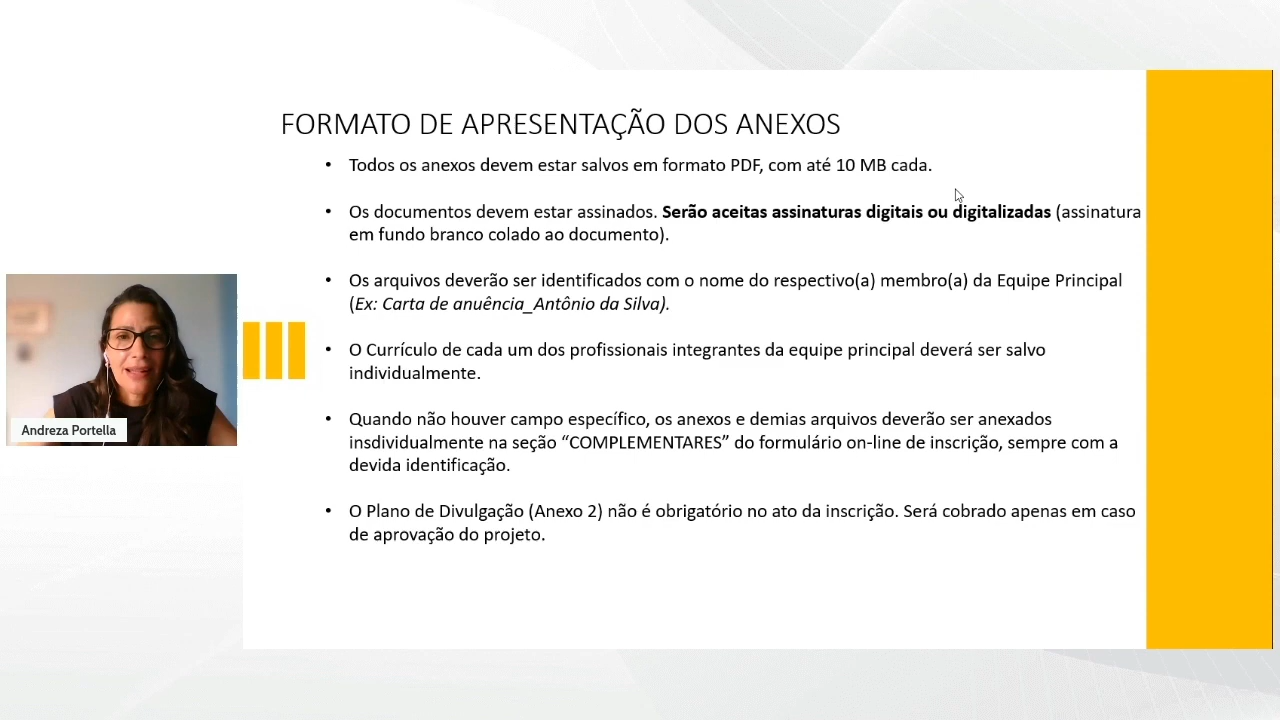 FORMATO DE APRESENTAÇÃO DOS ANEXOS
• Todos os anexos devem estar salvos em formato PDF, com até 10 MB cada.
• Os documentos devem estar assinados. Serão aceitas assinaturas digitais ou digitalizadas (assinatura
em fundo branco colado ao documento).
• Os arquivos deverão ser identificados com o nome do respectivo(a) membro(a) da Equipe Principal
(Ex: Carta de anuência_Antônio da Silva).
• O Currículo de cada um dos profissionais integrantes da equipe principal deverá ser salvo
individualmente.
• Quando não houver campo específico, os anexos e demias arquivos deverão ser anexados
insdividualmente na seção “COMPLEMENTARES” do formulário on-line de inscrição, sempre com a
devida identificação.
• O Plano de Divulgação (Anexo 2) não é obrigatório no ato da inscrição. Será cobrado apenas em caso
de aprovação do projeto.
Andreza Portella